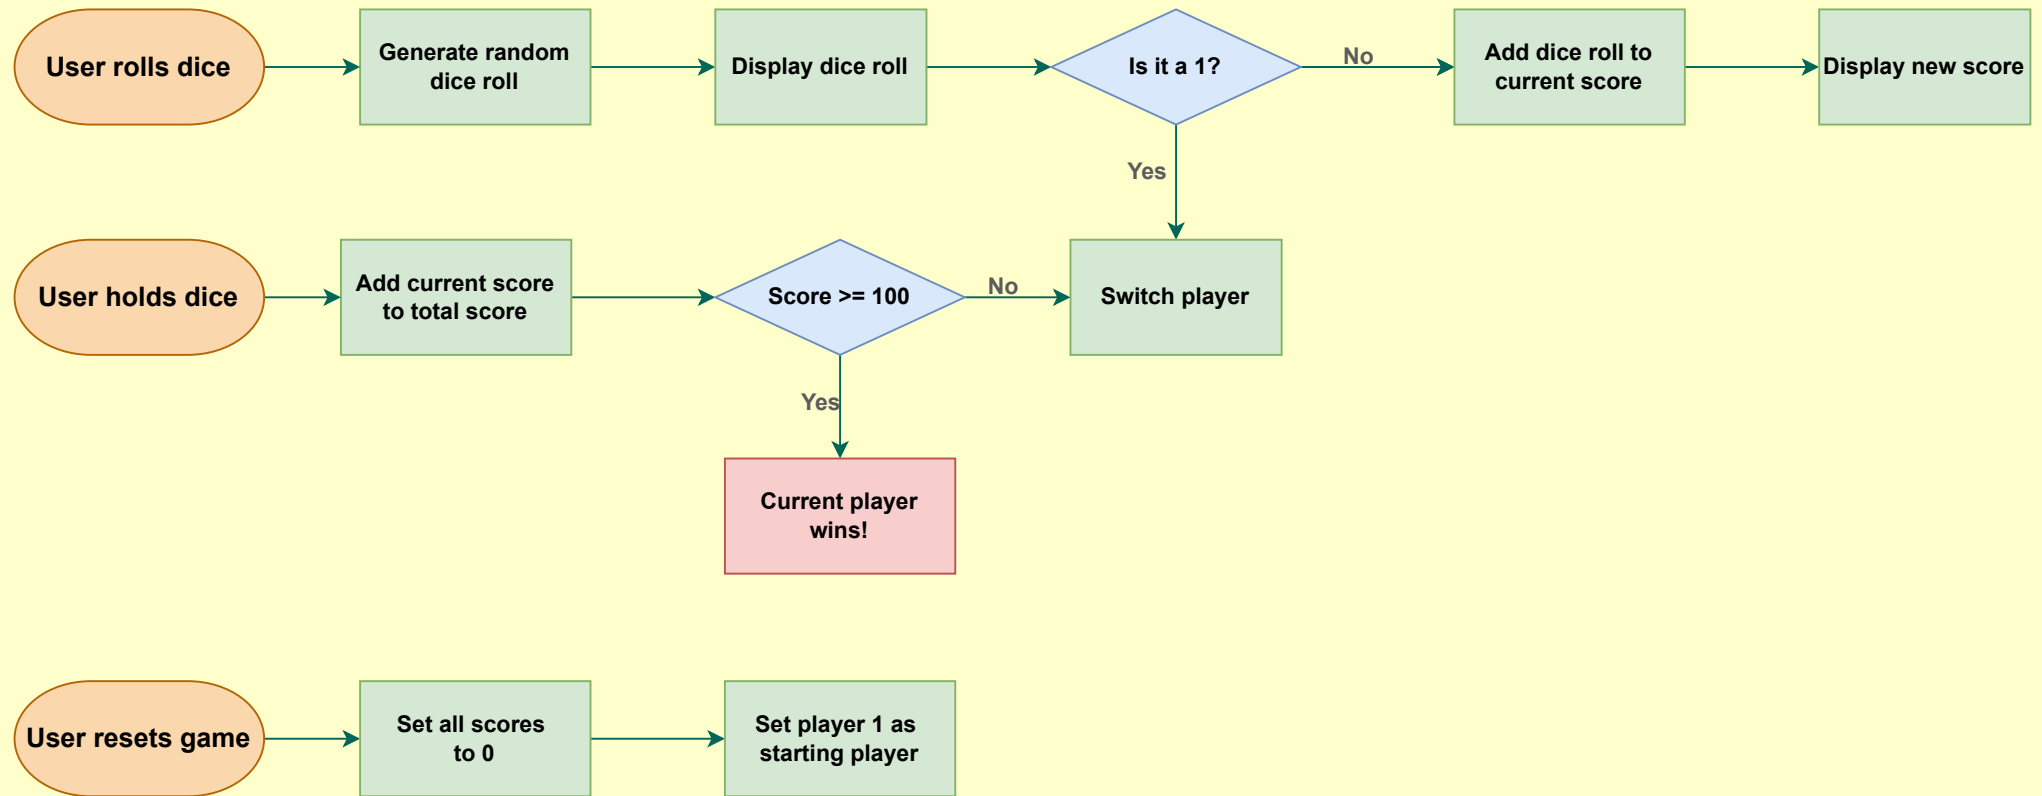 User rolls dice
Generate random
dice roll
Display dice roll
Is it a 1?
No
Add dice roll to
current score
Display new score
Yes
User holds dice
Add current score
to total score
Score >= 100
No
Switch player
Yes
Current player
wins!
User resets game
Set all scores
to 0
Set player 1 as
starting player